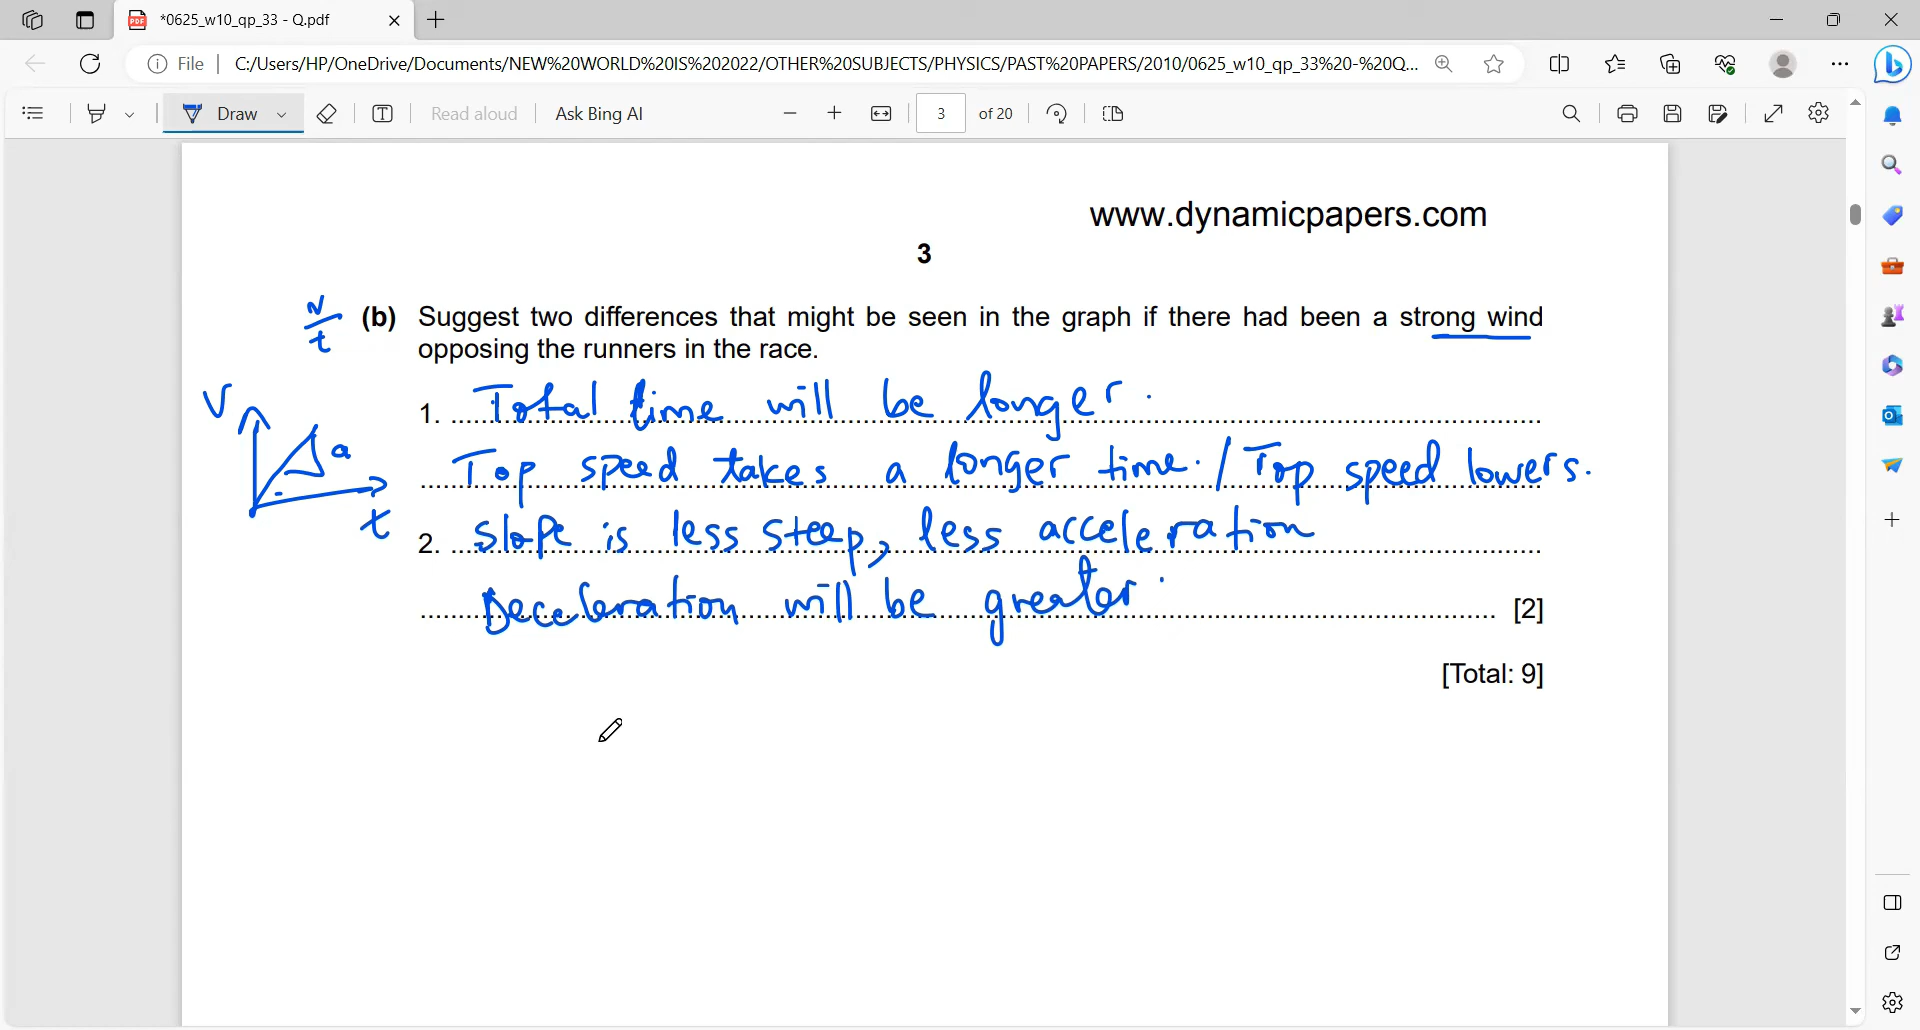 *0625_w10_qp_33 - Q.pdf
File | C:/Users/HP/OneDrive/Documents/NEW%20WORLD%20IS%202022/OTHER%20SUBJECTS/PHYSICS/PAST%20PAPERS/2010/0625_w10_qp_33%20-%20Q...
Draw
Read aloud
Ask Bing AI
3 of 20
www.dynamicpapers.com
3
v/t (b) Suggest two differences that might be seen in the graph if there had been a strong wind
opposing the runners in the race.
1. Total time will be longer.
Top speed takes a longer time. / Top speed lowers.
2. Slope is less steep, less acceleration
Deceleration will be greater. [2]
V
a
t
[Total: 9]